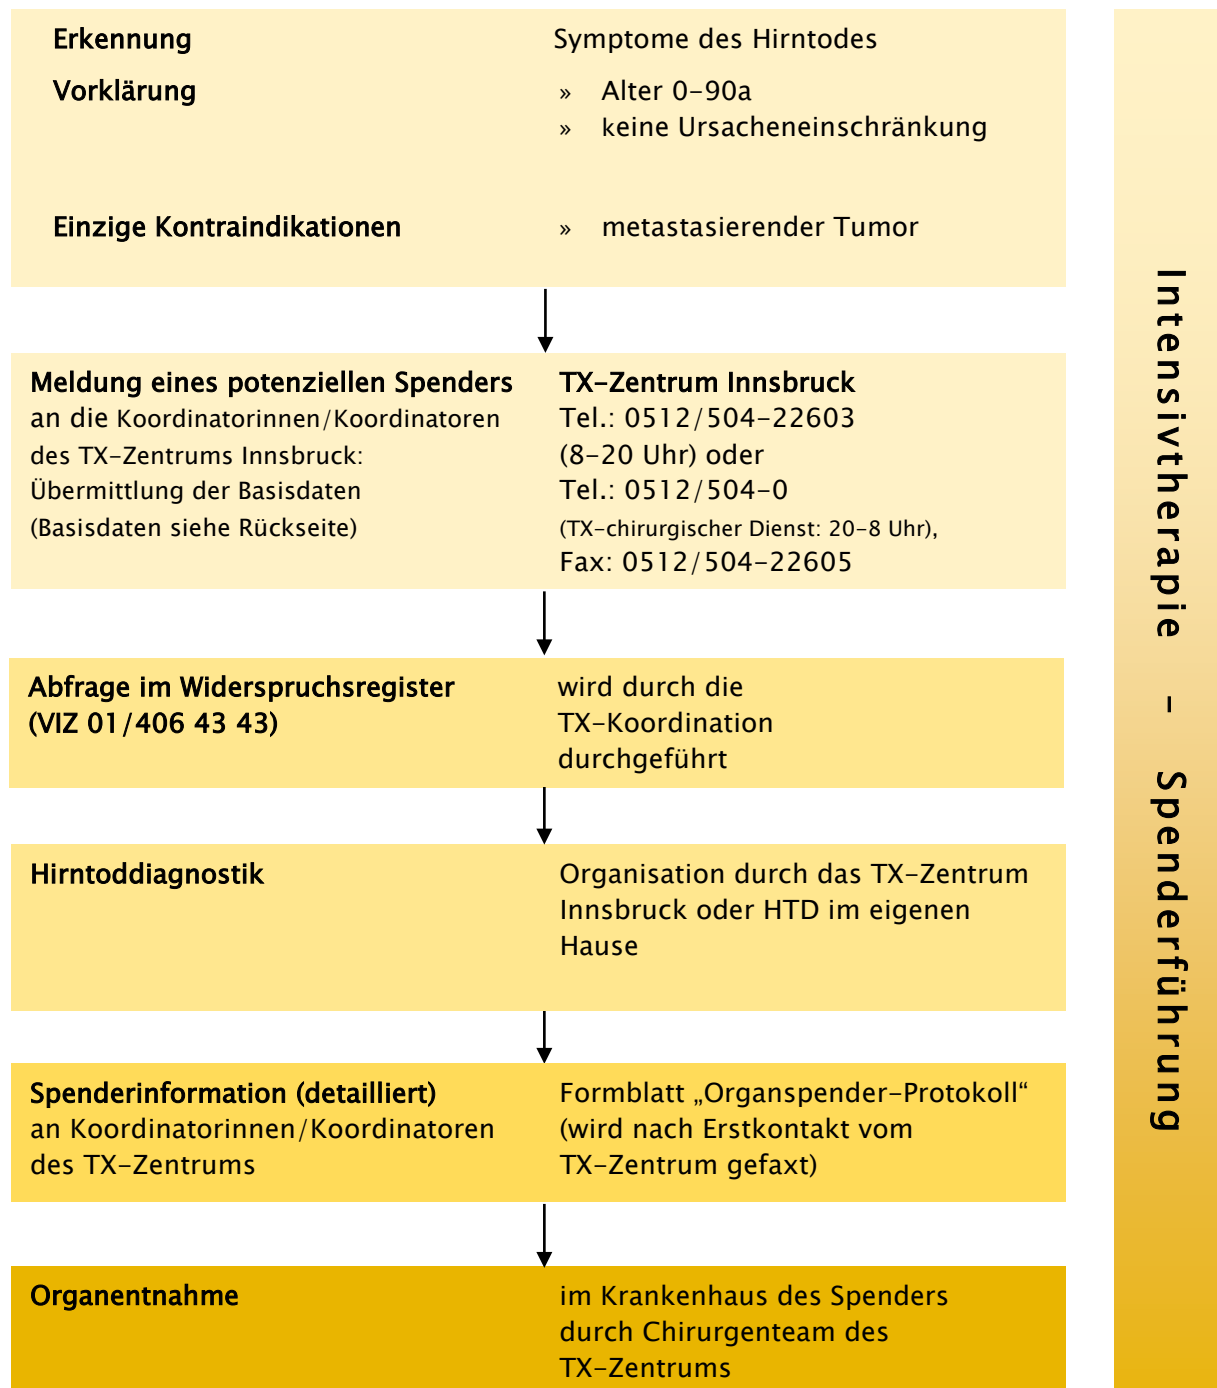 Erkennung
Symptome des Hirntodes
Vorklärung
» Alter 0-90a
» keine Ursacheneinschränkung
Einzige Kontraindikationen
» metastasierender Tumor
Meldung eines potenziellen Spenders
an die Koordinatorinnen/Koordinatoren
des TX-Zentrums Innsbruck:
Übermittlung der Basisdaten
(Basisdaten siehe Rückseite)
TX-Zentrum Innsbruck
Tel.: 0512/504-22603
(8-20 Uhr) oder
Tel.: 0512/504-0
(TX-chirurgischer Dienst: 20-8 Uhr),
Fax: 0512/504-22605
Abfrage im Widerspruchsregister
(VIZ 01/406 43 43)
wird durch die
TX-Koordination
durchgeführt
Hirntoddiagnostik
Organisation durch das TX-Zentrum
Innsbruck oder HTD im eigenen
Hause
Spenderinformation (detailliert)
an Koordinatorinnen/Koordinatoren
des TX-Zentrums
Formblatt „Organspender-Protokoll“
(wird nach Erstkontakt vom
TX-Zentrum gefaxt)
Organentnahme
im Krankenhaus des Spenders
durch Chirurgenteam des
TX-Zentrums
Intensivtherapie - Spenderführung